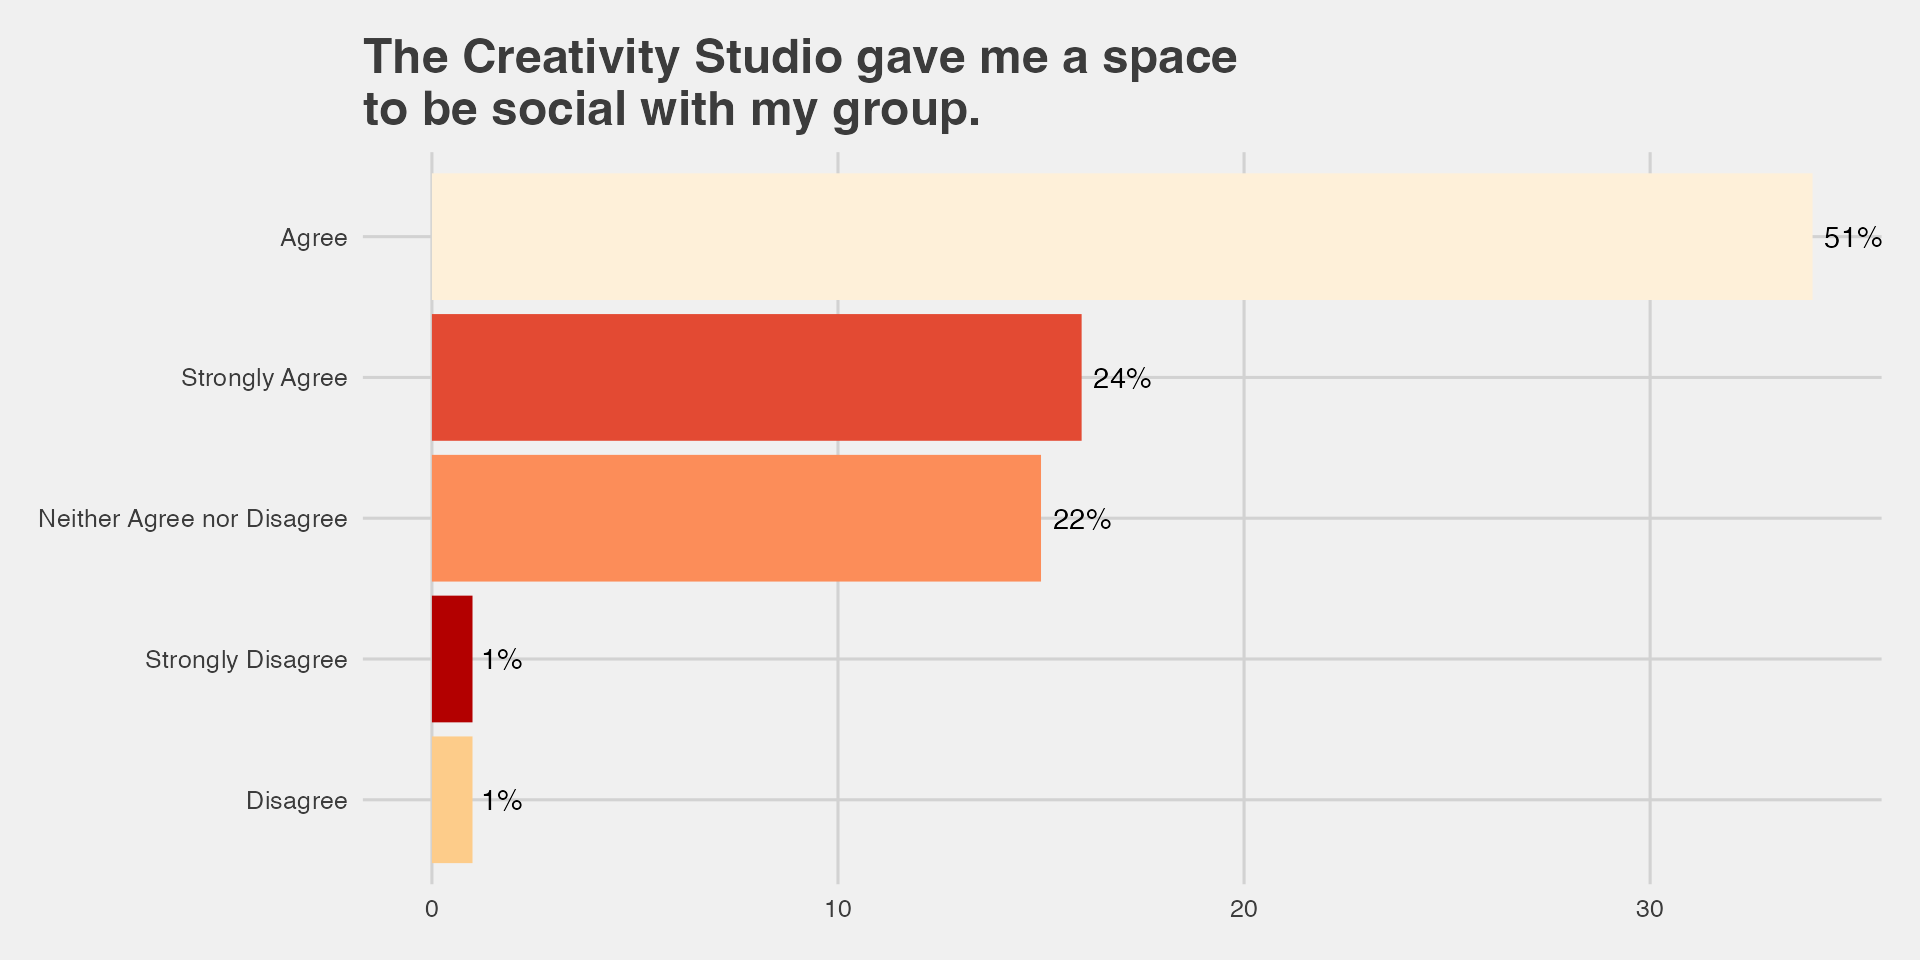 The Creativity Studio gave me a space
to be social with my group.
Agree
51%
Strongly Agree
24%
Neither Agree nor Disagree
22%
Strongly Disagree
1%
Disagree
1%
0 10 20 30